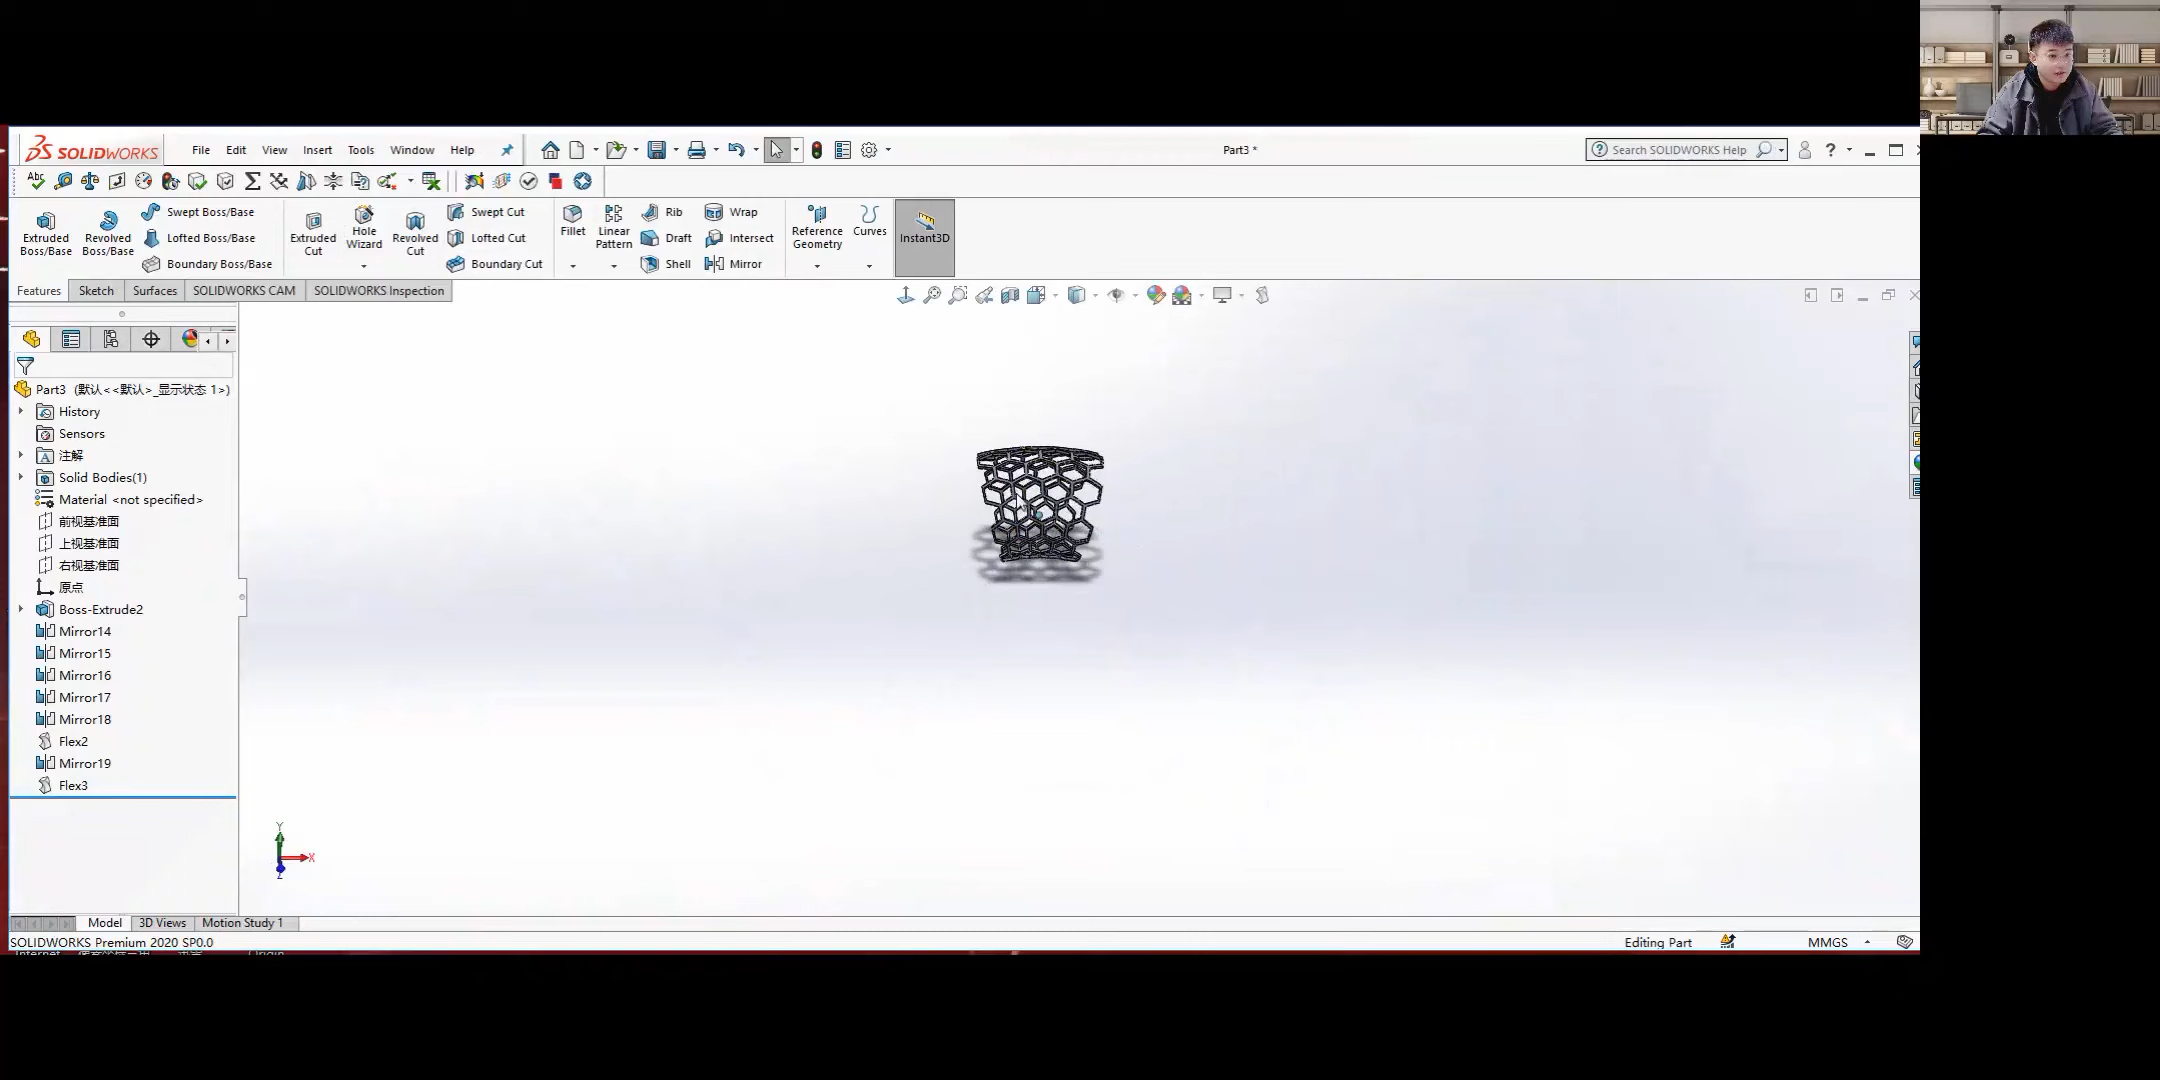 SOLIDWORKS File Edit View Insert Tools Window Help Part3 * Search SOLIDWORKS Help
Extruded Boss/Base
Revolved Boss/Base
Swept Boss/Base
Lofted Boss/Base
Boundary Boss/Base
Extruded Cut
Hole Wizard
Revolved Cut
Swept Cut
Lofted Cut
Boundary Cut
Fillet
Linear Pattern
Rib
Draft
Shell
Wrap
Intersect
Mirror
Reference Geometry
Curves
Instant3D
Features Sketch Surfaces SOLIDWORKS CAM SOLIDWORKS Inspection
Part3 (默认<<默认>_显示状态 1>)
History
Sensors
注解
Solid Bodies(1)
Material <not specified>
前视基准面
上视基准面
右视基准面
原点
Boss-Extrude2
Mirror14
Mirror15
Mirror16
Mirror17
Mirror18
Flex2
Mirror19
Flex3
Y
X
Z
Model 3D Views Motion Study 1
SOLIDWORKS Premium 2020 SP0.0 Editing Part MMGS